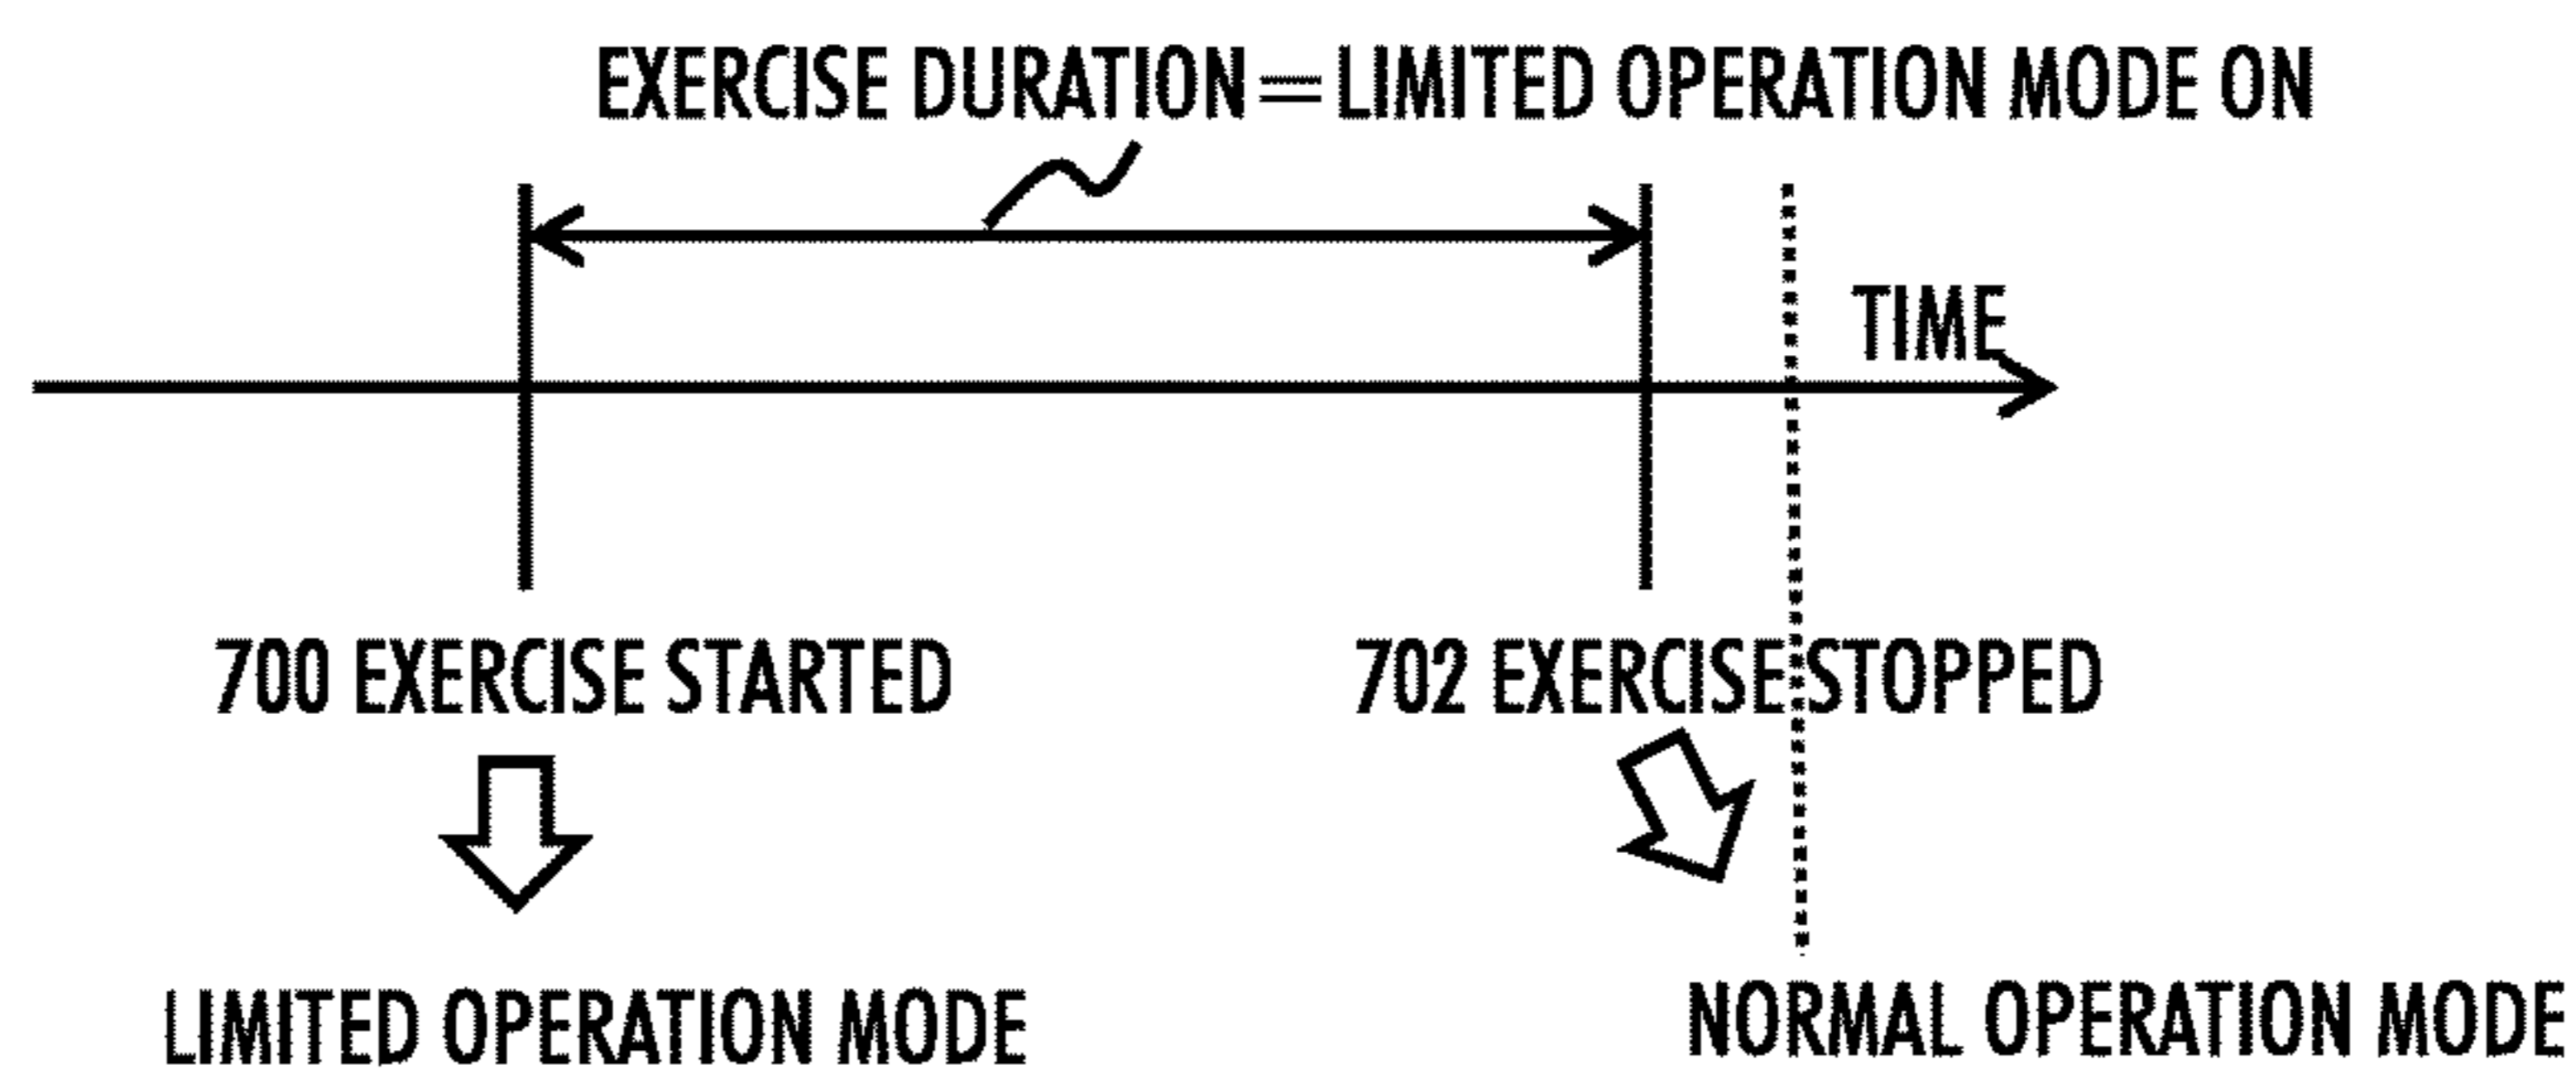 EXERCISE DURATION=LIMITED OPERATION MODE ON
TIME
700 EXERCISE STARTED
702 EXERCISE STOPPED
LIMITED OPERATION MODE
NORMAL OPERATION MODE